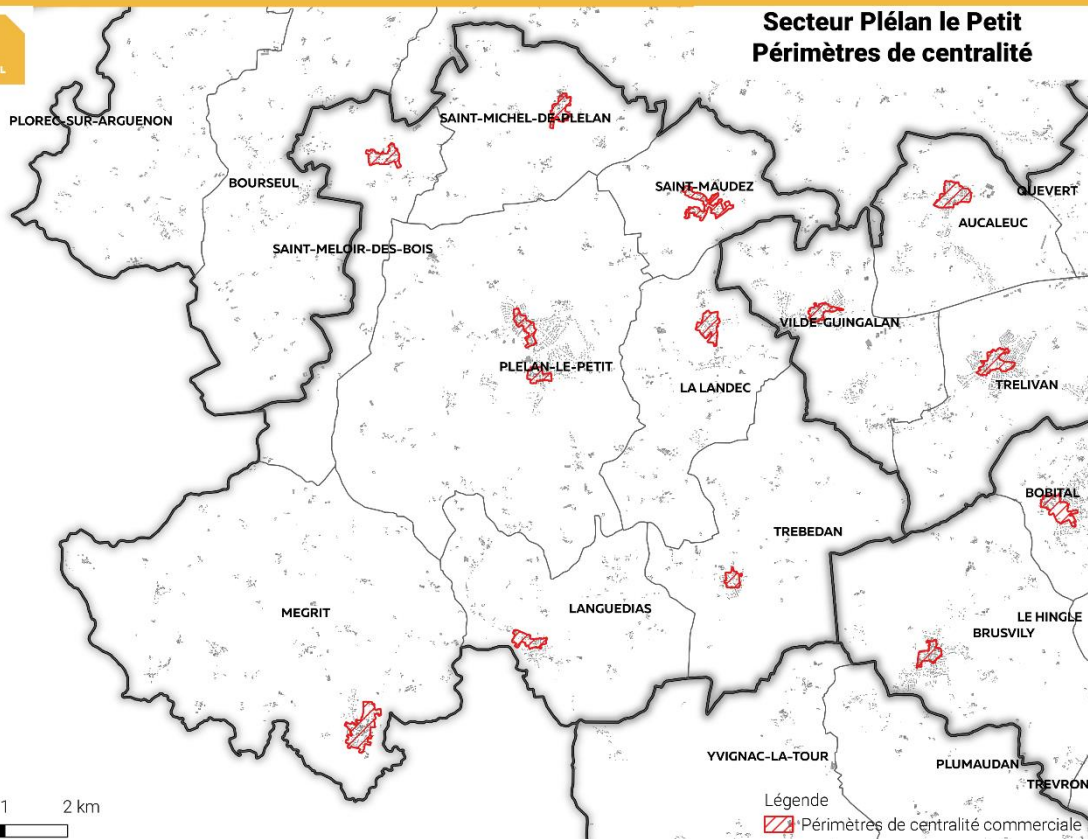 Secteur Plélan le Petit
Périmètres de centralité
L
PLOREC-SUR-ARGUENON
SAINT-MICHEL-DE-PLELAN
BOURSEUL
SAINT-MAUDEZ
QUEVERT
AUCALEUC
SAINT-MELOIR-DES-BOIS
VILDE-GUINGALAN
PLELAN-LE-PETIT
LA LANDEC
TRELIVAN
BOBITAL
TREBEDAN
MEGRIT
LANGUEDIAS
LE HINGLE
BRUSVILY
YVIGNAC-LA-TOUR
PLUMAUDAN
TREVRON
1 2 km
Légende
Périmètres de centralité commerciale